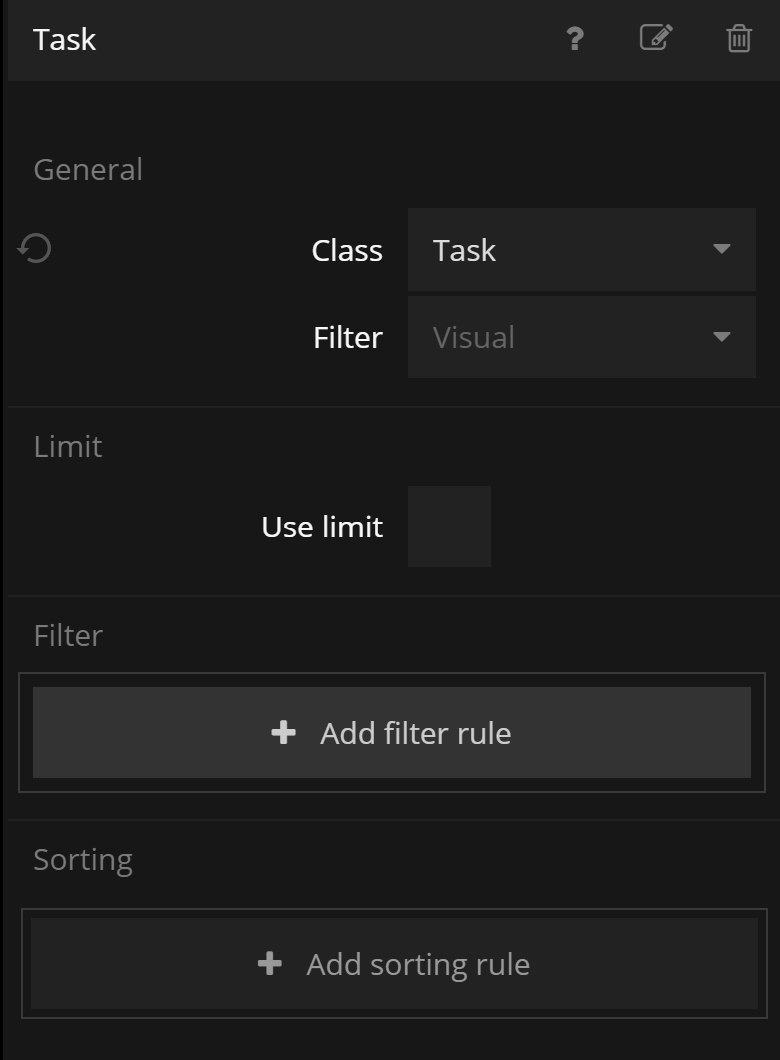 Task
General
Class Task
Filter Visual
Limit
Use limit
Filter
Add filter rule
Sorting
Add sorting rule